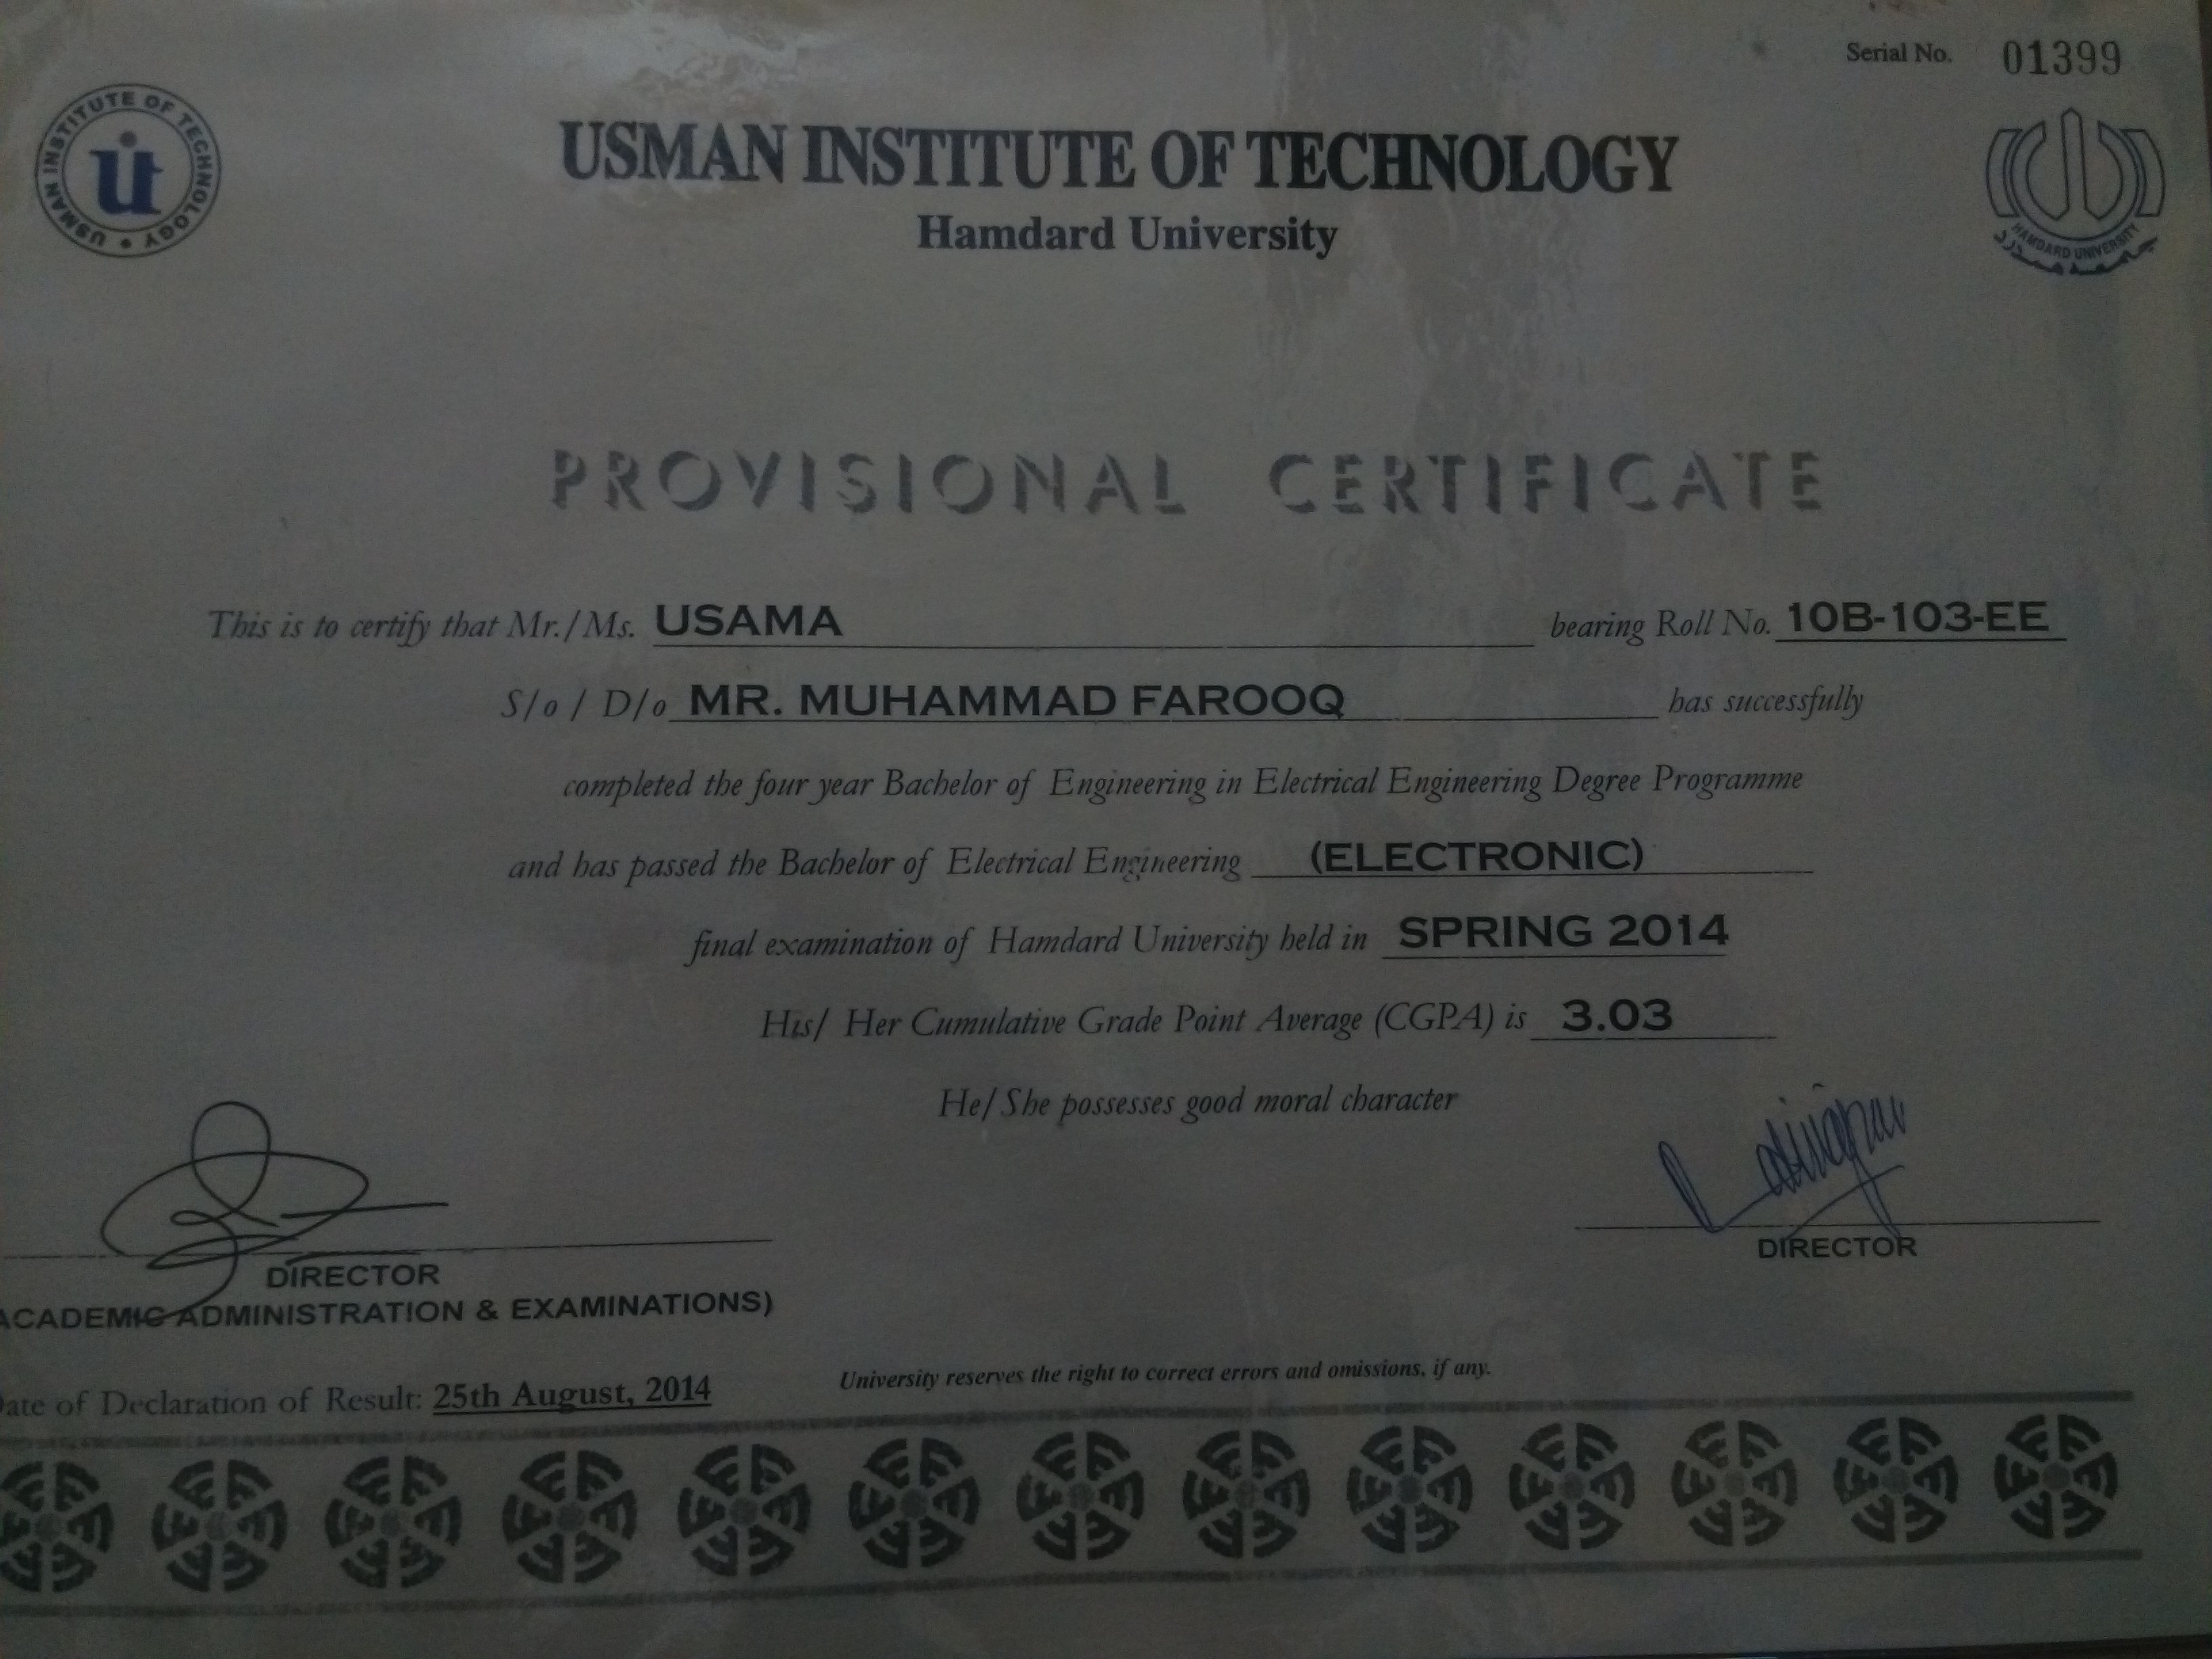 Serial No. 01399
USMAN INSTITUTE OF TECHNOLOGY
uit
USMAN INSTITUTE OF TECHNOLOGY
Hamdard University
HAMDARD UNIVERSITY
PROVISIONAL CERTIFICATE
This is to certify that Mr./Ms. USAMA bearing Roll No. 10B-103-EE
S/o / D/o MR. MUHAMMAD FAROOQ has successfully
completed the four year Bachelor of Engineering in Electrical Engineering Degree Programme
and has passed the Bachelor of Electrical Engineering (ELECTRONIC)
final examination of Hamdard University held in SPRING 2014
His/ Her Cumulative Grade Point Average (CGPA) is 3.03
He/She possesses good moral character
DIRECTOR
ACADEMIC ADMINISTRATION & EXAMINATIONS)
DIRECTOR
ate of Declaration of Result: 25th August, 2014
University reserves the right to correct errors and omissions, if any.